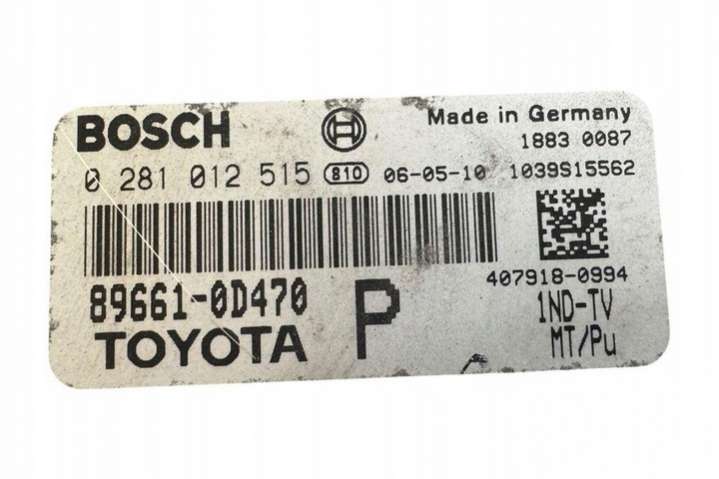 BOSCH
Made in Germany
1883 0087
0 281 012 515 810 06-05-10 1039S15562
407918-0994
89661-0D470 P 1ND-TV
TOYOTA MT/Pu